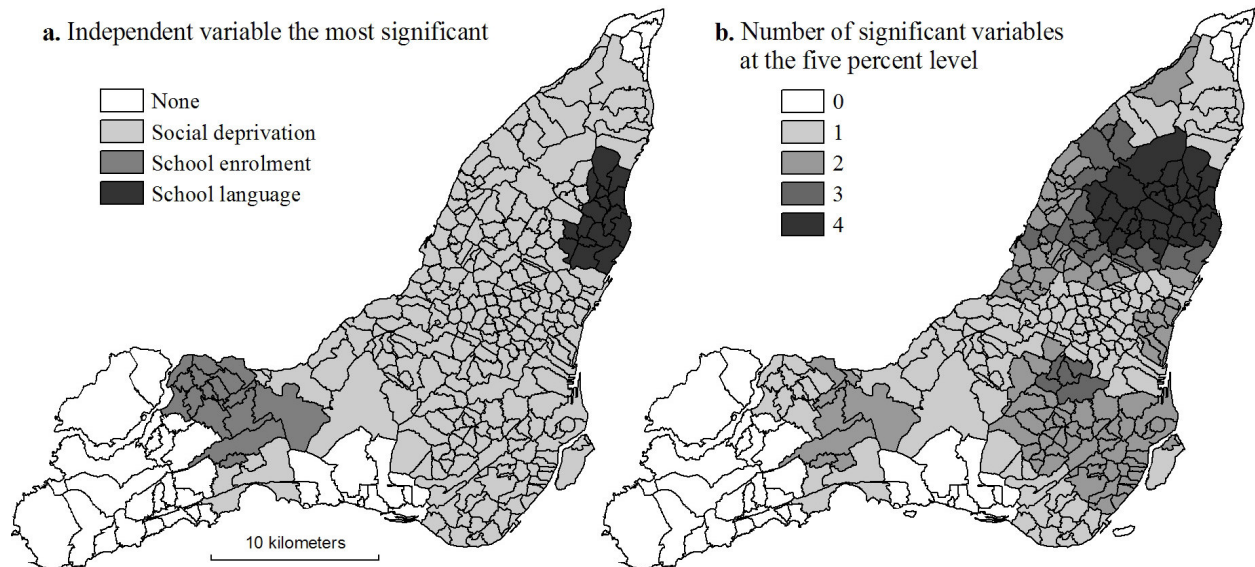 a. Independent variable the most significant
None
Social deprivation
School enrolment
School language
10 kilometers
b. Number of significant variables
at the five percent level
0
1
2
3
4